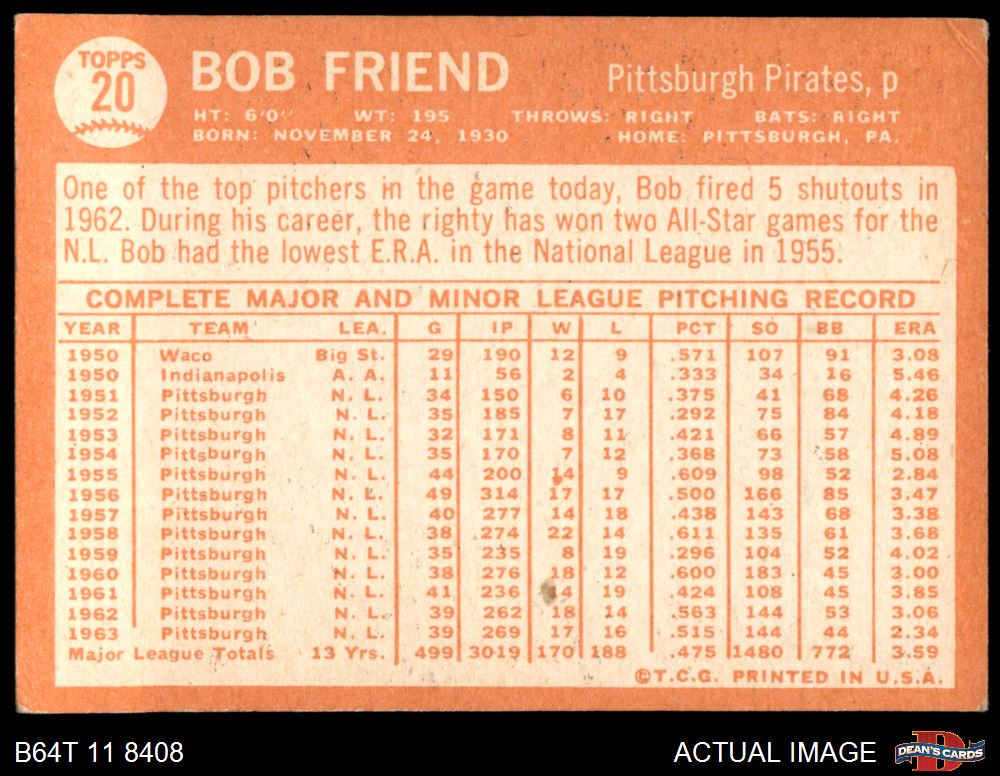 TOPPS
20
BOB FRIEND Pittsburgh Pirates, p
HT: 6'0" WT: 195 THROWS: RIGHT BATS: RIGHT
BORN: NOVEMBER 24, 1930 HOME: PITTSBURGH, PA.
One of the top pitchers in the game today, Bob fired 5 shutouts in
1962. During his career, the righty has won two All-Star games for the
N.L. Bob had the lowest E.R.A. in the National League in 1955.
COMPLETE MAJOR AND MINOR LEAGUE PITCHING RECORD
YEAR TEAM LEA. G IP W L PCT SO BB ERA
1950 Waco Big St. 29 190 12 9 .571 107 91 3.08
1950 Indianapolis A. A. 11 56 2 4 .333 34 16 5.46
1951 Pittsburgh N. L. 34 150 6 10 .375 41 68 4.26
1952 Pittsburgh N. L. 35 185 7 17 .292 75 84 4.18
1953 Pittsburgh N. L. 32 171 8 11 .421 66 57 4.89
1954 Pittsburgh N. L. 35 170 7 12 .368 73 58 5.08
1955 Pittsburgh N. L. 44 200 14 9 .609 98 52 2.84
1956 Pittsburgh N. L. 49 314 17 17 .500 166 85 3.47
1957 Pittsburgh N. L. 40 277 14 18 .438 143 68 3.38
1958 Pittsburgh N. L. 38 274 22 14 .611 135 61 3.68
1959 Pittsburgh N. L. 35 235 8 19 .296 104 52 4.02
1960 Pittsburgh N. L. 38 276 18 12 .600 183 45 3.00
1961 Pittsburgh N. L. 41 236 14 19 .424 108 45 3.85
1962 Pittsburgh N. L. 39 262 18 14 .563 144 53 3.06
1963 Pittsburgh N. L. 39 269 17 16 .515 144 44 2.34
Major League Totals 13 Yrs. 499 3019 170 188 .475 1480 772 3.59
©T.C.G. PRINTED IN U.S.A.
B64T 11 8408 ACTUAL IMAGE DEAN'S CARDS